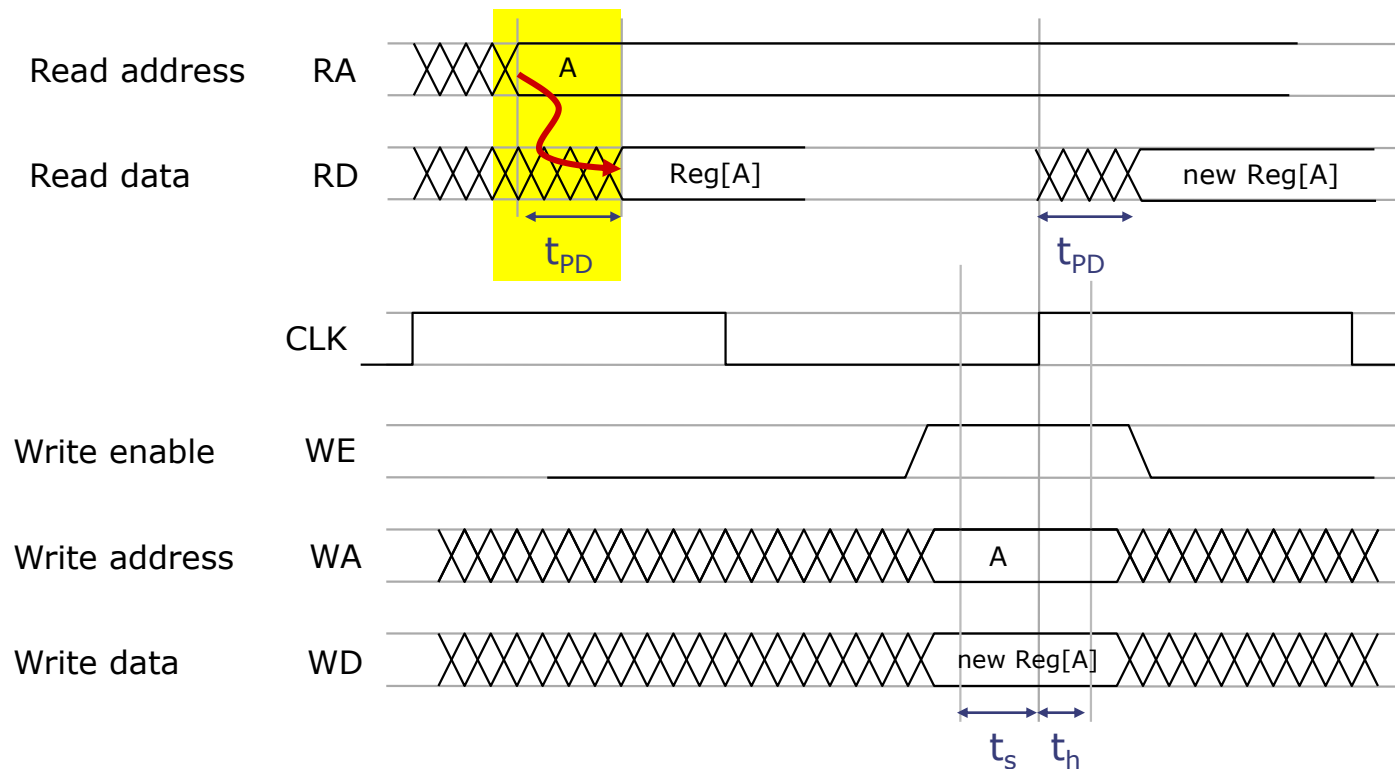 Read address RA A
Read data RD Reg[A] new Reg[A]
tPD tPD
CLK
Write enable WE
Write address WA A
Write data WD new Reg[A]
ts th